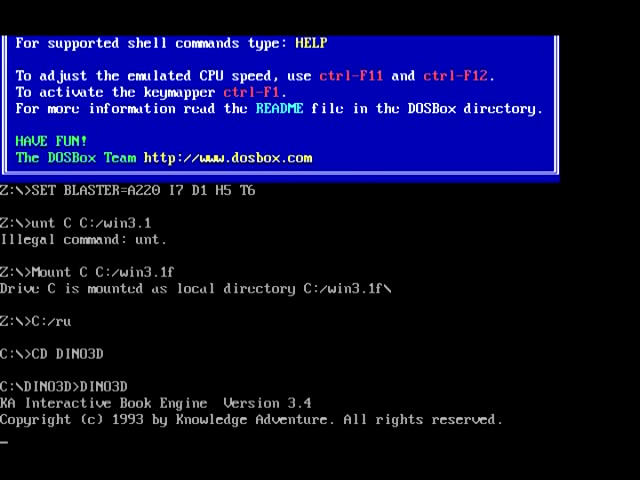 For supported shell commands type: HELP
To adjust the emulated CPU speed, use ctrl-F11 and ctrl-F12.
To activate the keymapper ctrl-F1.
For more information read the README file in the DOSBox directory.
HAVE FUN!
The DOSBox Team http://www.dosbox.com
Z:\>SET BLASTER=A220 I7 D1 H5 T6
Z:\>unt C C:/win3.1
Illegal command: unt.
Z:\>Mount C C:/win3.1f
Drive C is mounted as local directory C:/win3.1f\
Z:\>C:/ru
C:\>CD DINO3D
C:\DINO3D>DINO3D
KA Interactive Book Engine  Version 3.4
Copyright (c) 1993 by Knowledge Adventure. All rights reserved.